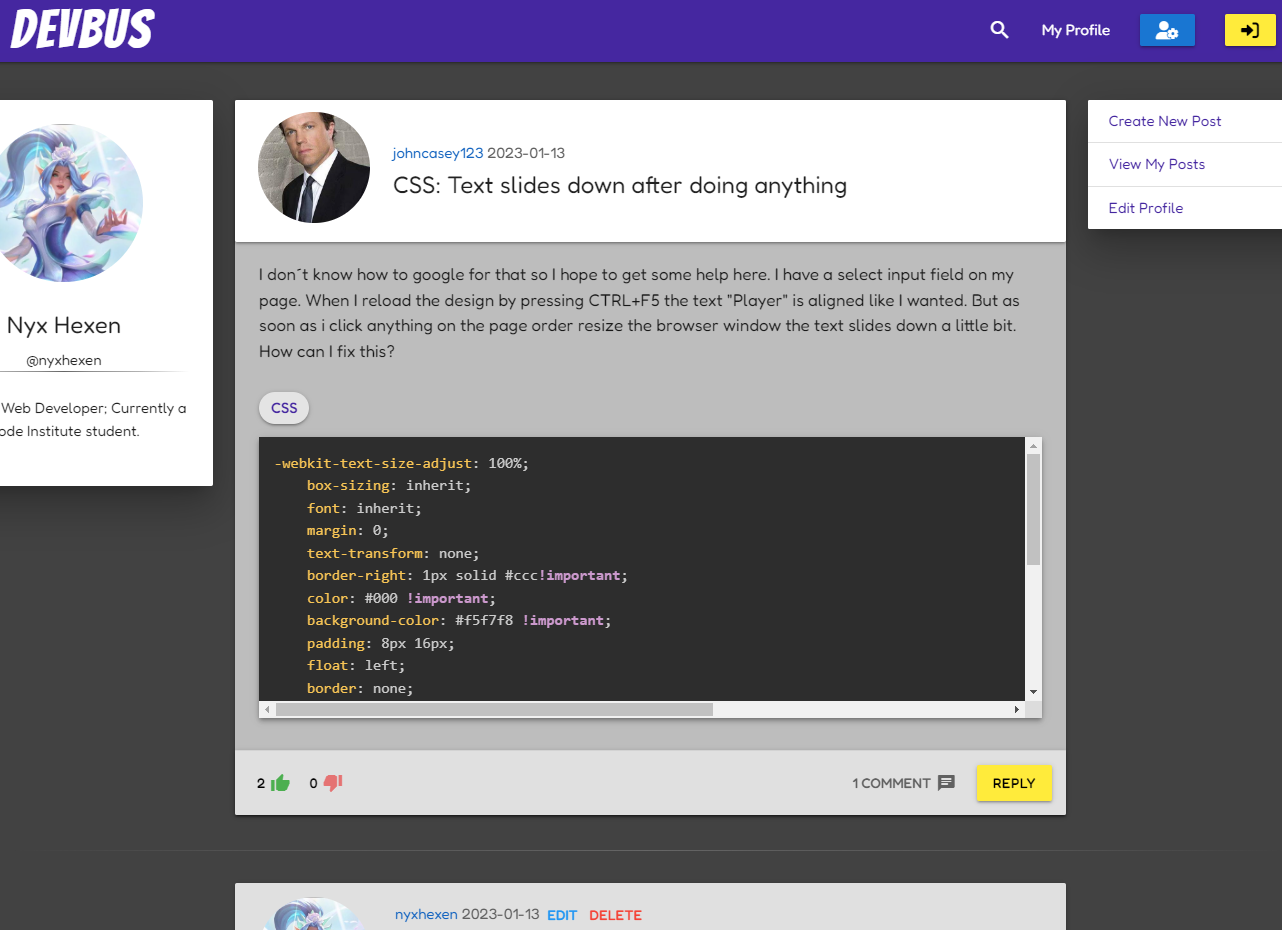 DEVBUS
My Profile
Nyx Hexen
@nyxhexen
Web Developer; Currently a
ode Institute student.
johncasey123 2023-01-13
CSS: Text slides down after doing anything
I don´t know how to google for that so I hope to get some help here. I have a select input field on my
page. When I reload the design by pressing CTRL+F5 the text "Player" is aligned like I wanted. But as
soon as i click anything on the page order resize the browser window the text slides down a little bit.
How can I fix this?
CSS
-webkit-text-size-adjust: 100%;
box-sizing: inherit;
font: inherit;
margin: 0;
text-transform: none;
border-right: 1px solid #ccc!important;
color: #000 !important;
background-color: #f5f7f8 !important;
padding: 8px 16px;
float: left;
border: none;
2
0
1 COMMENT
REPLY
Create New Post
View My Posts
Edit Profile
nyxhexen 2023-01-13 EDIT DELETE